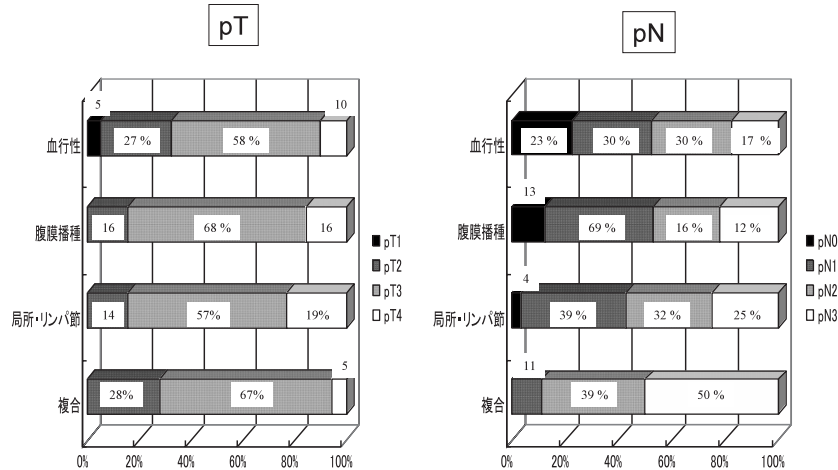 pT
5
10
血行性
27 %
58 %
腹膜播種
16
68 %
16
局所・リンパ節
14
57%
19%
5
複合
28%
67%
0%
20%
40%
60%
80%
100%
pT1
pT2
pT3
pT4
pN
血行性
23 %
30 %
30 %
17 %
13
腹膜播種
69 %
16 %
12 %
4
局所・リンパ節
39 %
32 %
25 %
11
複合
39 %
50 %
0%
20%
40%
60%
80%
100%
pN0
pN1
pN2
pN3